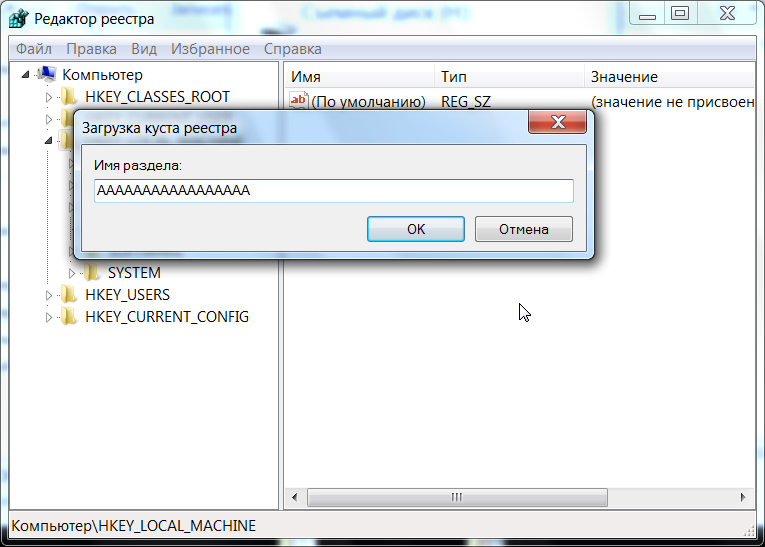 Редактор реестра
Файл Правка Вид Избранное Справка
Компьютер
HKEY_CLASSES_ROOT
Имя Тип Значение
ab (По умолчанию) REG_SZ (значение не присвоен
Загрузка куста реестра
Имя раздела:
AAAAAAAAAAAAAAAAA
OK Отмена
SYSTEM
HKEY_USERS
HKEY_CURRENT_CONFIG
Компьютер\HKEY_LOCAL_MACHINE